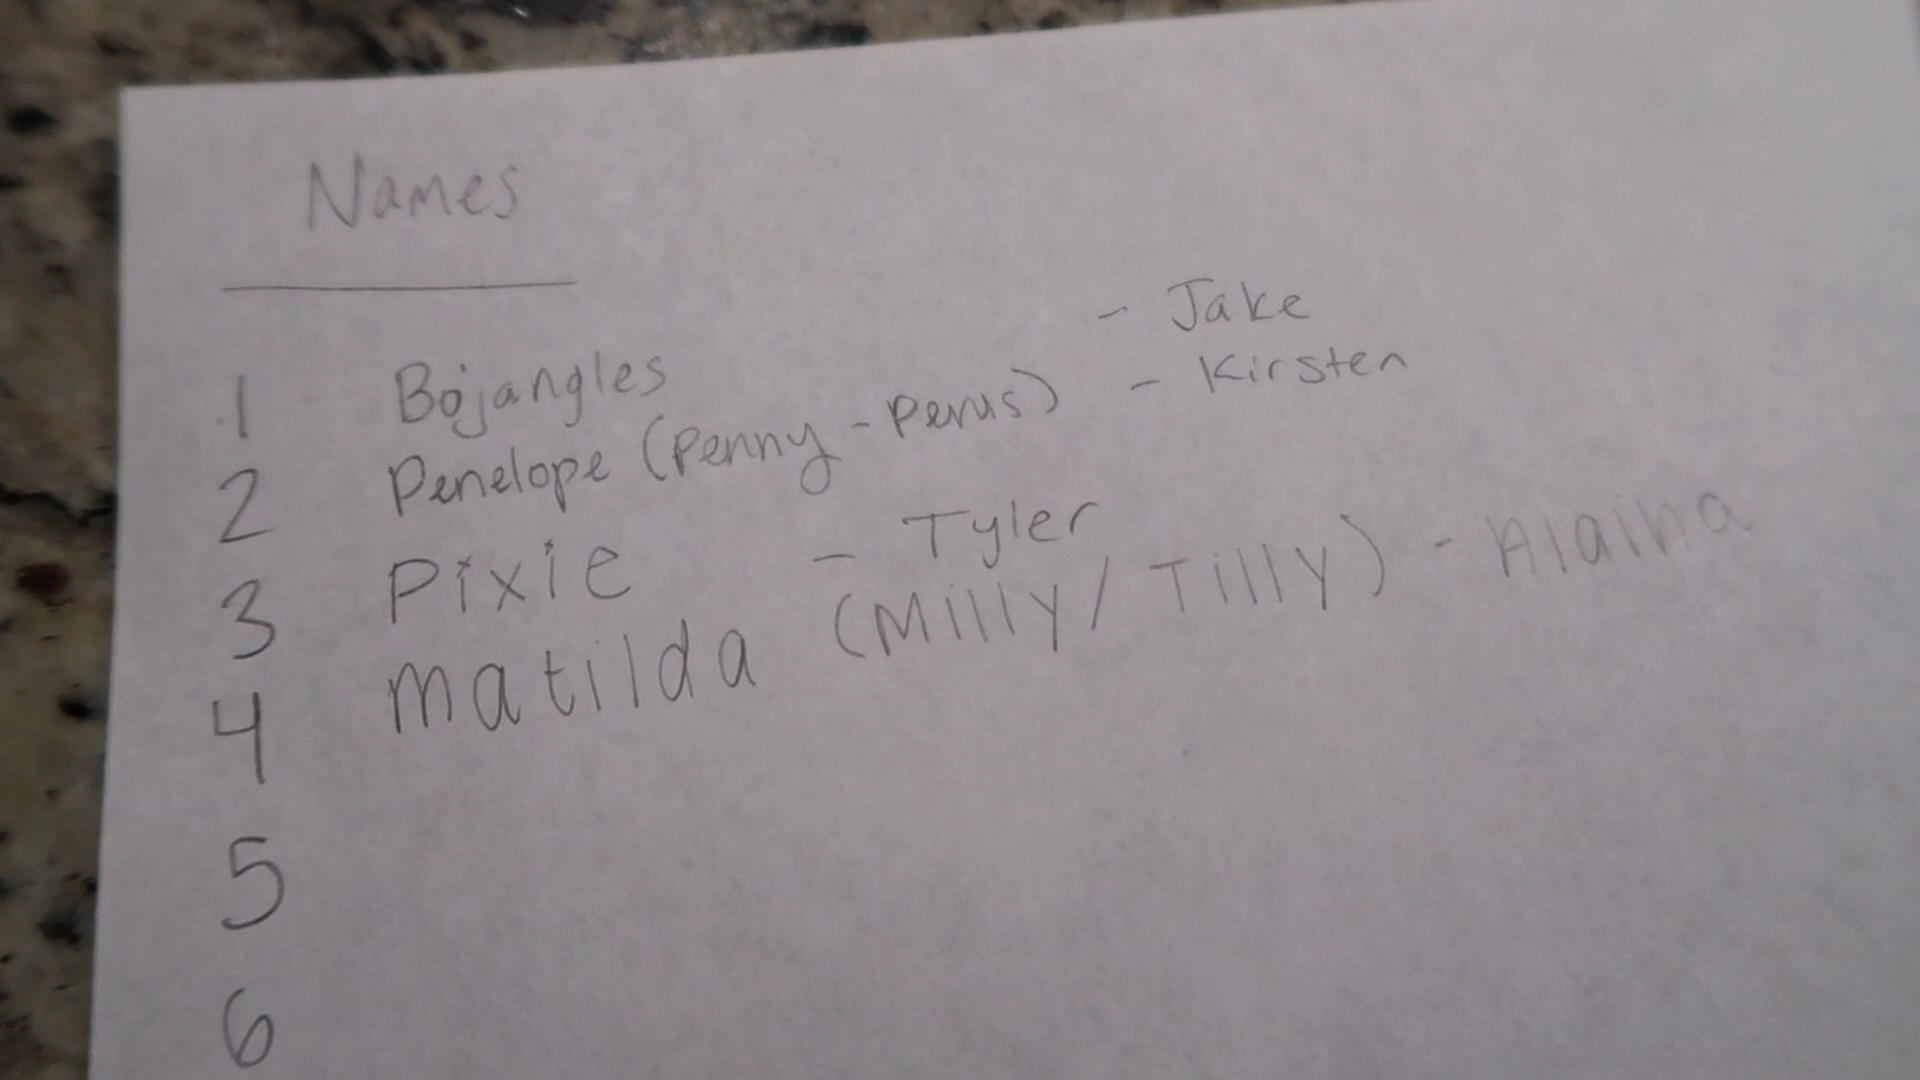 Names
1 Bojangles - Jake
2 Penelope (Penny-Penus) - Kirsten
3 Pixie - Tyler
4 Matilda (Milly/Tilly) - Alaina
5
6